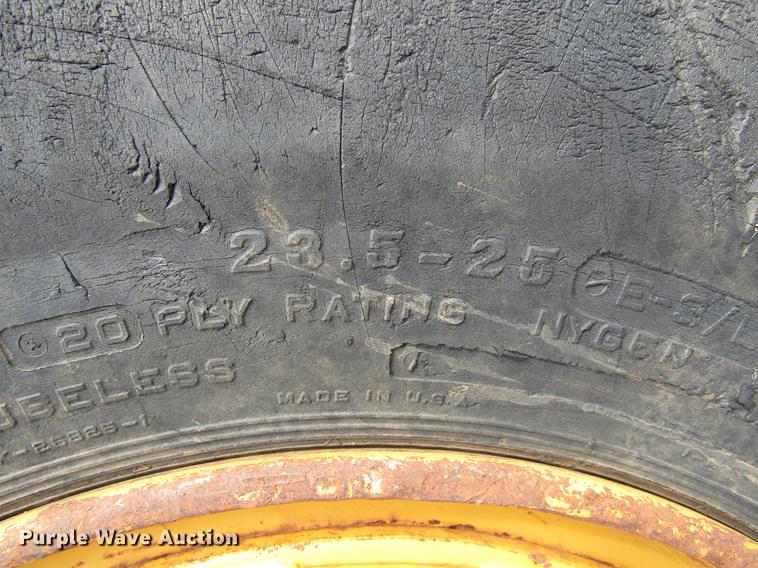 23.5-25 E-3/L
20 PLY RATING NYGEN
UBELESS
MADE IN U.S.A.
Purple Wave Auction